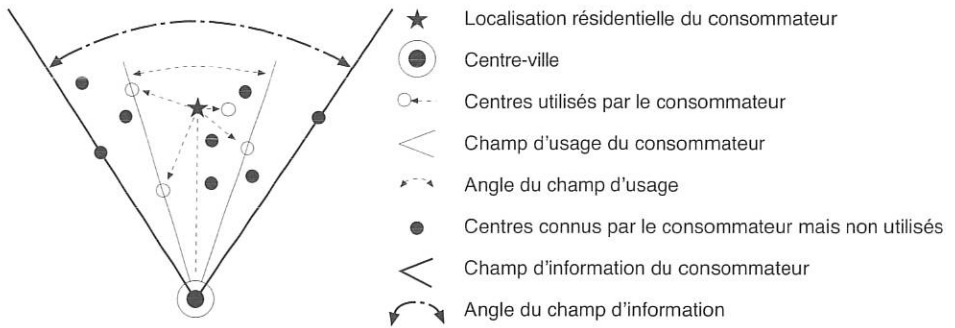 Localisation résidentielle du consommateur
Centre-ville
Centres utilisés par le consommateur
Champ d'usage du consommateur
Angle du champ d'usage
Centres connus par le consommateur mais non utilisés
Champ d'information du consommateur
Angle du champ d'information